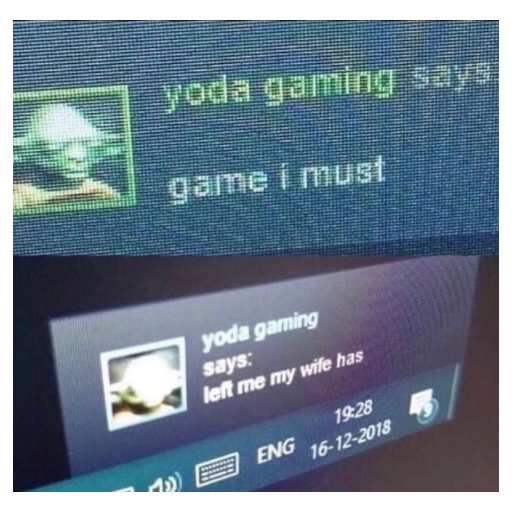 yoda gaming says
game i must
yoda gaming
says:
left me my wife has
19:28
ENG 16-12-2018
9